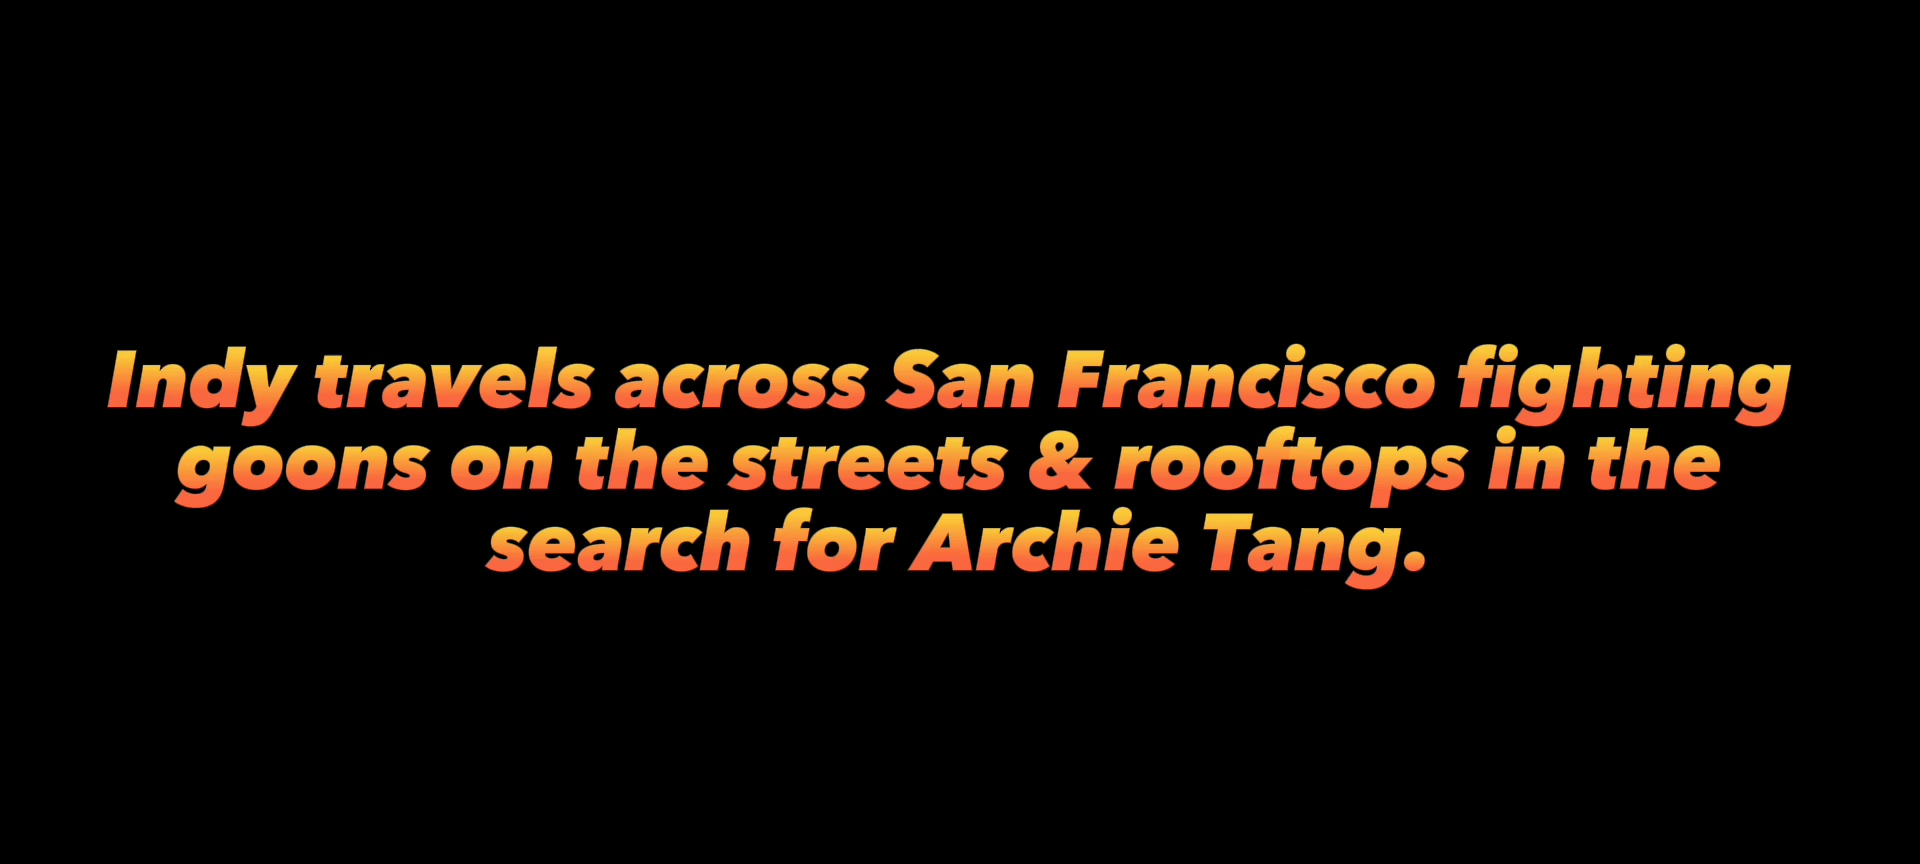 Indy travels across San Francisco fighting
goons on the streets & rooftops in the
search for Archie Tang.